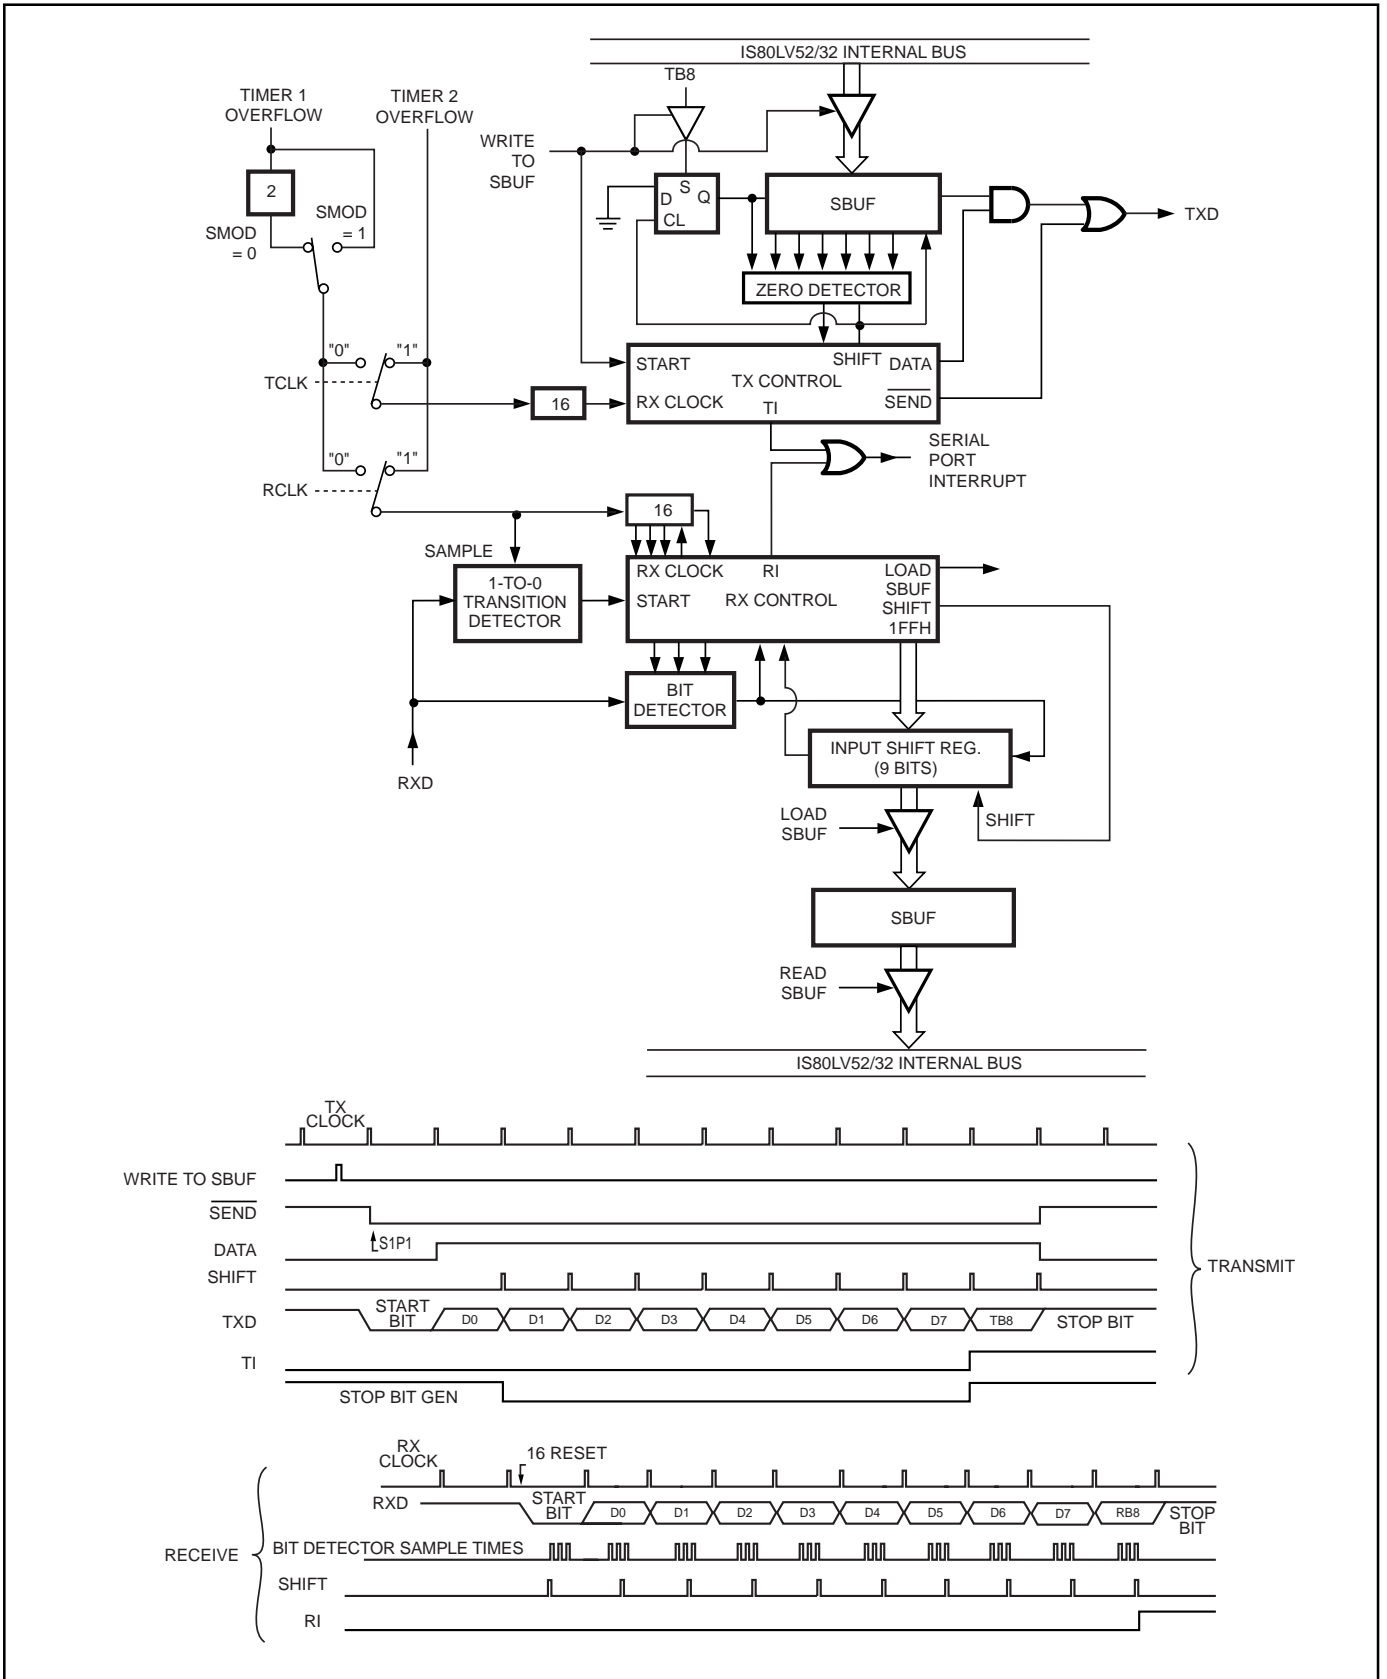 IS80LV52/32 INTERNAL BUS
TB8
TIMER 1
OVERFLOW
TIMER 2
OVERFLOW
WRITE
TO
SBUF
2
SMOD
= 1
SMOD
= 0
S
D
Q
CL
SBUF
TXD
ZERO DETECTOR
"0"
"1"
TCLK
16
START
SHIFT
DATA
TX CONTROL
RX CLOCK
TI
SEND
SERIAL
PORT
INTERRUPT
"0"
"1"
RCLK
16
SAMPLE
1-TO-0
TRANSITION
DETECTOR
RX CLOCK
RI
LOAD
SBUF
START
RX CONTROL
SHIFT
1FFH
BIT
DETECTOR
RXD
INPUT SHIFT REG.
(9 BITS)
LOAD
SBUF
SHIFT
SBUF
READ
SBUF
IS80LV52/32 INTERNAL BUS
TX
CLOCK
WRITE TO SBUF
SEND
S1P1
DATA
SHIFT
TXD
START
BIT
D0
D1
D2
D3
D4
D5
D6
D7
TB8
STOP BIT
TI
STOP BIT GEN
TRANSMIT
RX
CLOCK
16 RESET
RXD
START
BIT
D0
D1
D2
D3
D4
D5
D6
D7
RB8
STOP
BIT
RECEIVE
BIT DETECTOR SAMPLE TIMES
SHIFT
RI